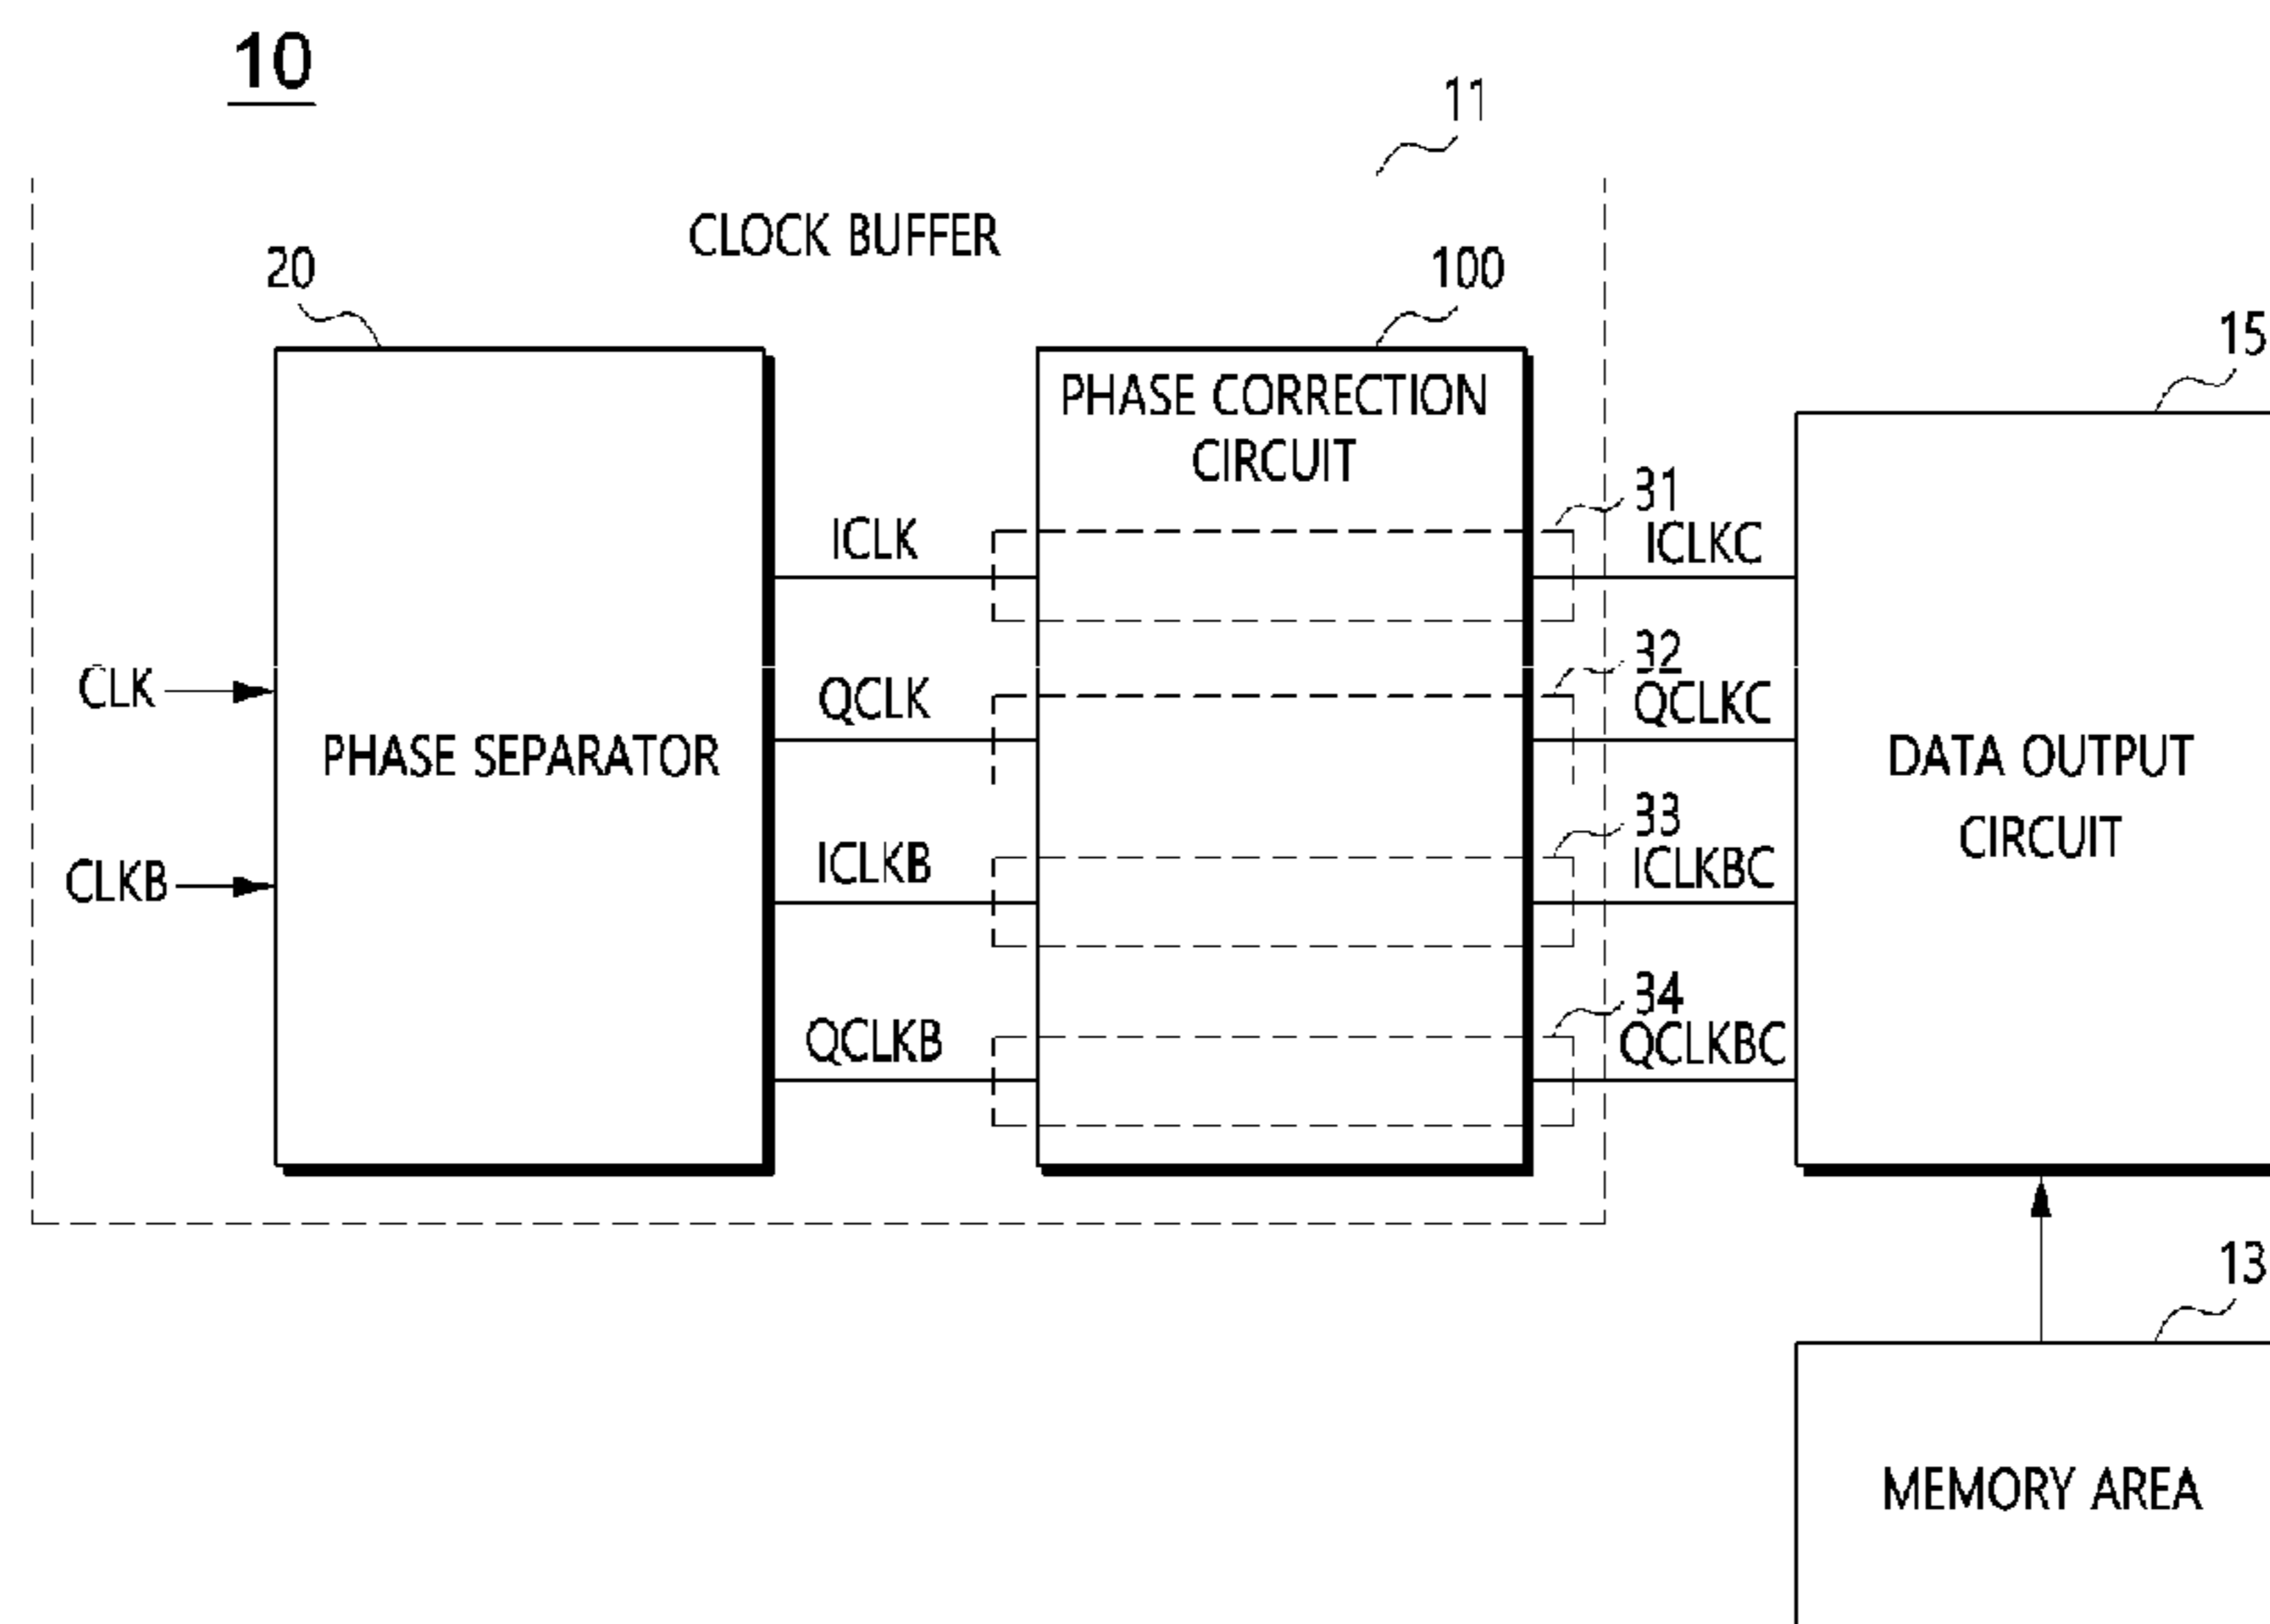 10
11
CLOCK BUFFER
20
100
15
PHASE CORRECTION
CIRCUIT
31
ICLK
ICLKC
32
CLK
QCLK
QCLKC
PHASE SEPARATOR
DATA OUTPUT
CIRCUIT
33
CLKB
ICLKB
ICLKBC
34
QCLKB
QCLKBC
13
MEMORY AREA